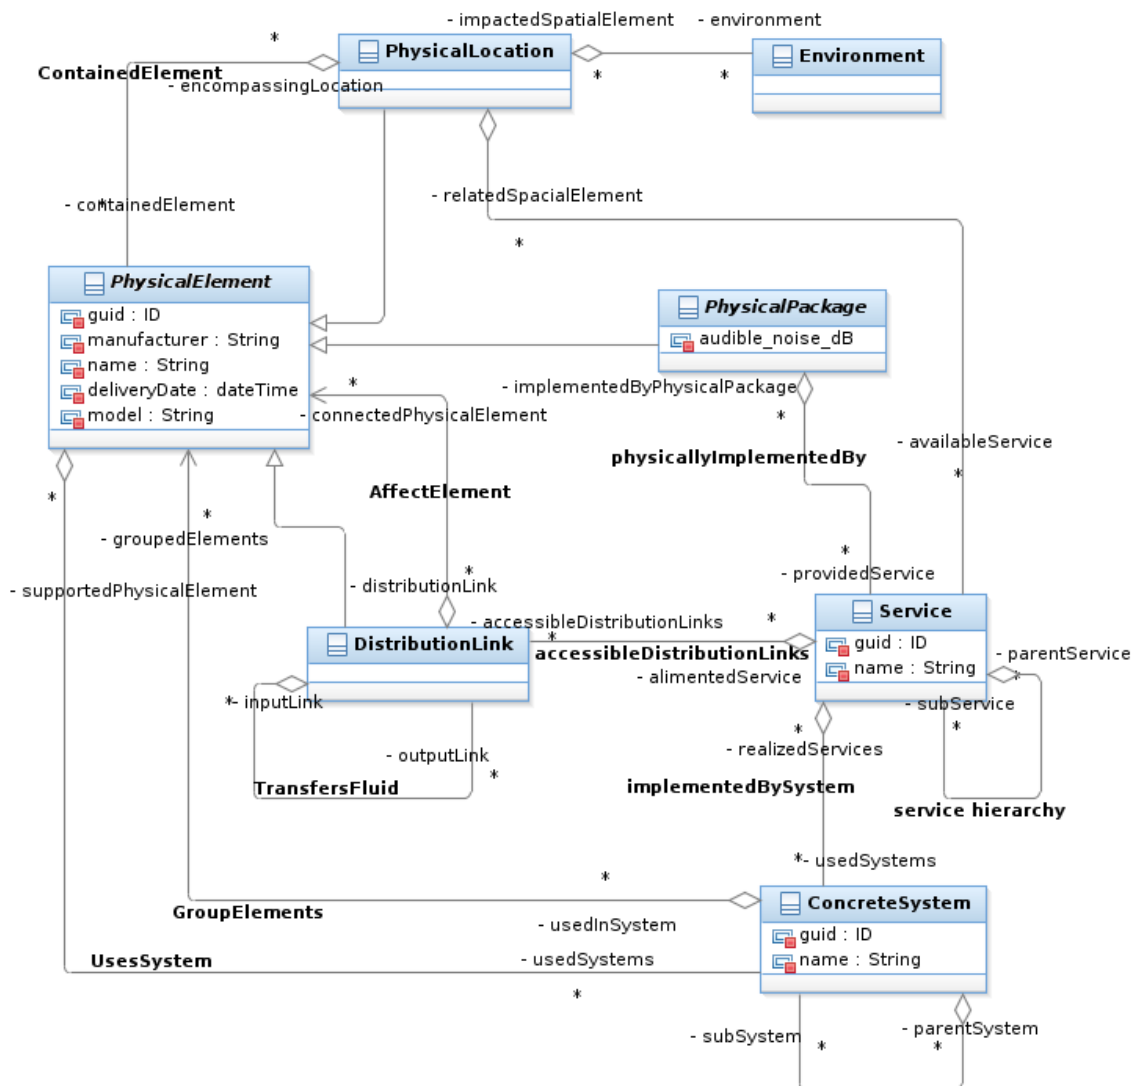 - impactedSpatialElement
- environment
*
PhysicalLocation
Environment
ContainedElement
*
*
- encompassingLocation
- containedElement
*
- relatedSpacialElement
*
PhysicalElement
guid : ID
manufacturer : String
name : String
deliveryDate : dateTime
model : String
PhysicalPackage
audible_noise_dB
*
- implementedByPhysicalPackage
- connectedPhysicalElement
*
- availableService
physicallyImplementedBy
*
AffectElement
*
*
- groupedElements
*
- providedService
*
- supportedPhysicalElement
- distributionLink
Service
guid : ID
name : String
- accessibleDistributionLinks
*
*
DistributionLink
accessibleDistributionLinks
- parentService
*
- alimentedService
*
- inputLink
- subService
*
*
- realizedServices
- outputLink
*
TransfersFluid
implementedBySystem
service hierarchy
*
- usedSystems
*
ConcreteSystem
guid : ID
name : String
GroupElements
- usedInSystem
UsesSystem
- usedSystems
*
- subSystem
*
- parentSystem
*